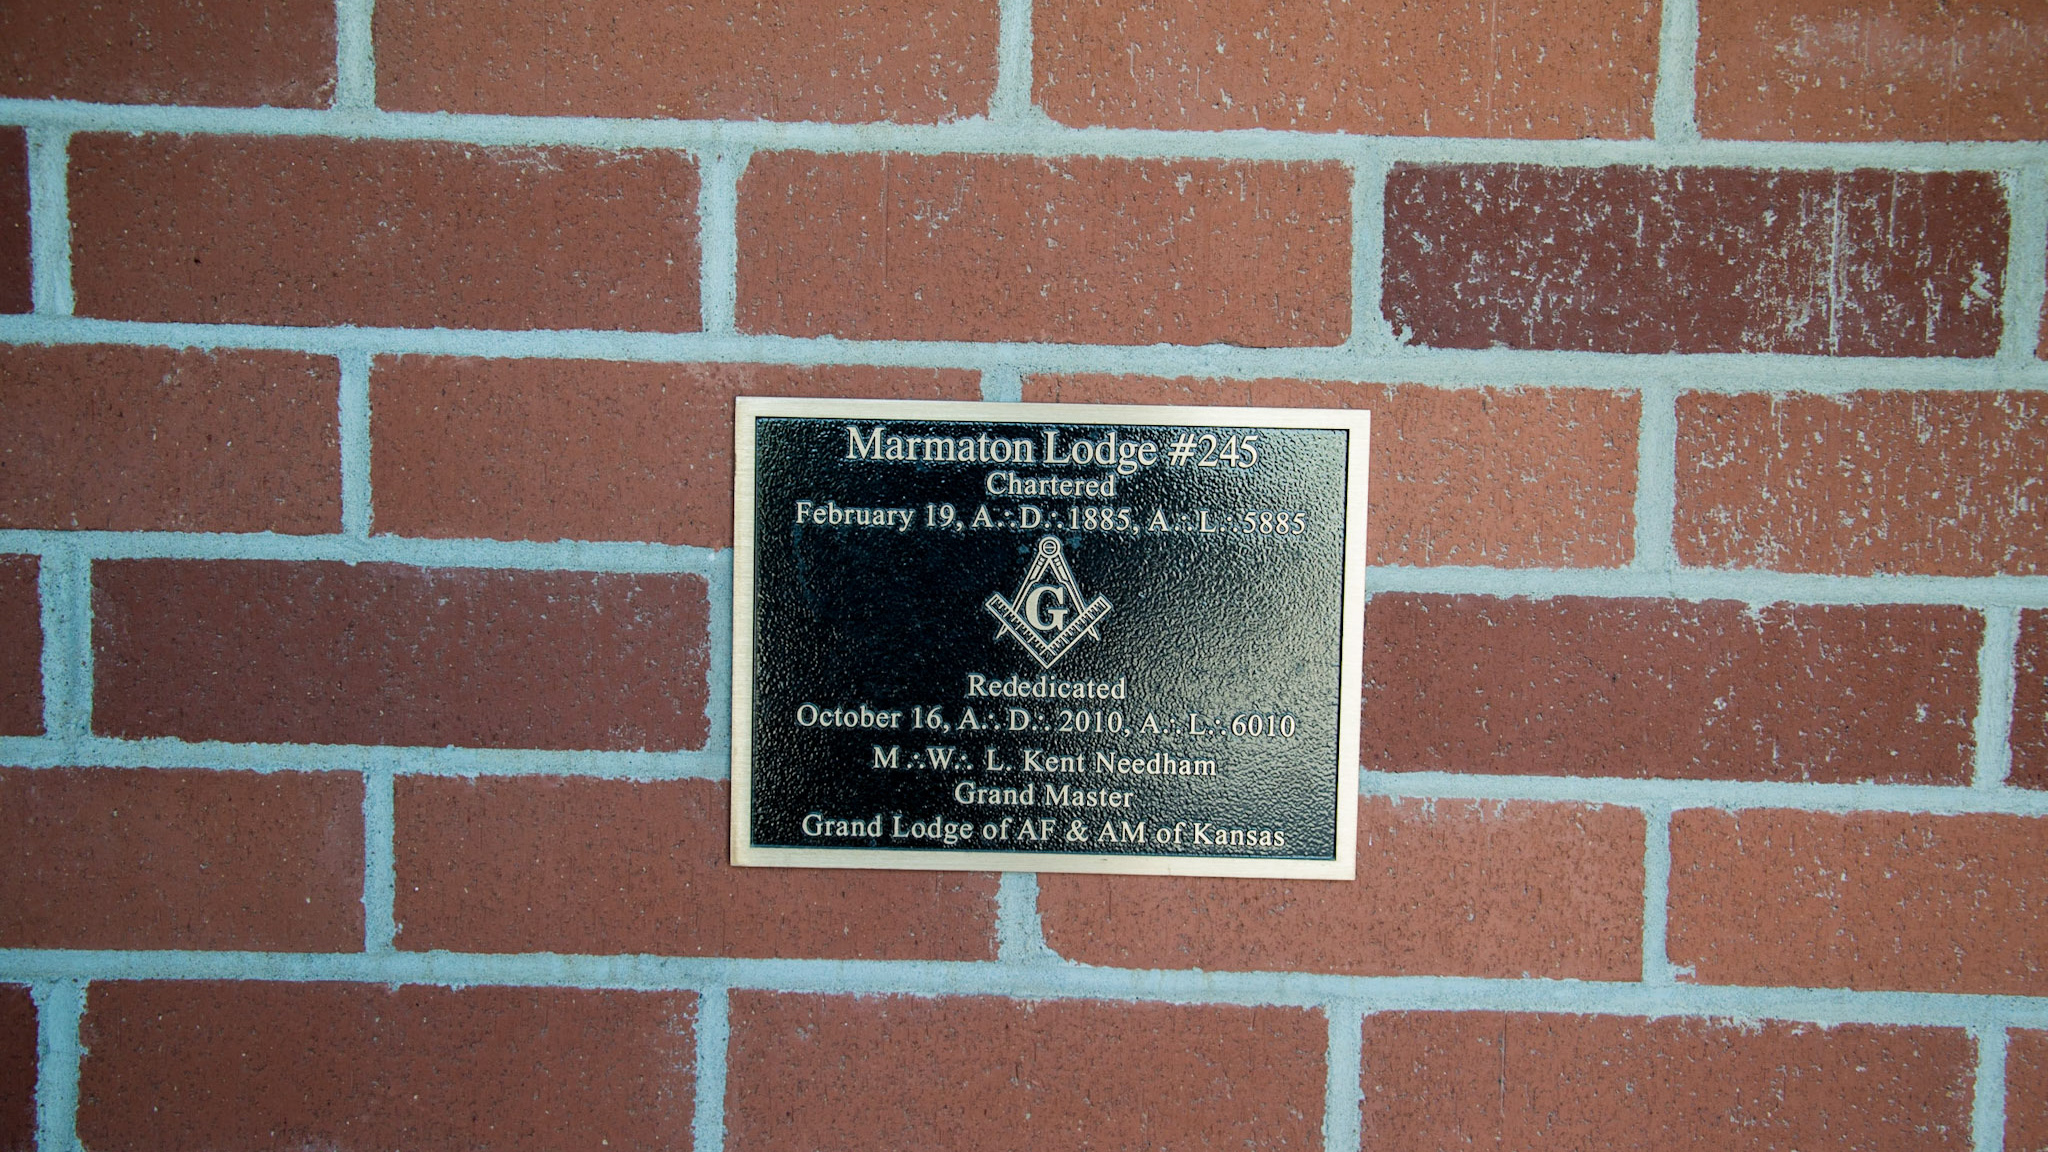 Marmaton Lodge #245
Chartered
February 19, A∴D∴1885, A∴L∴5885
G
Rededicated
October 16, A∴D∴ 2010, A∴L∴6010
M ∴W∴ L. Kent Needham
Grand Master
Grand Lodge of AF & AM of Kansas